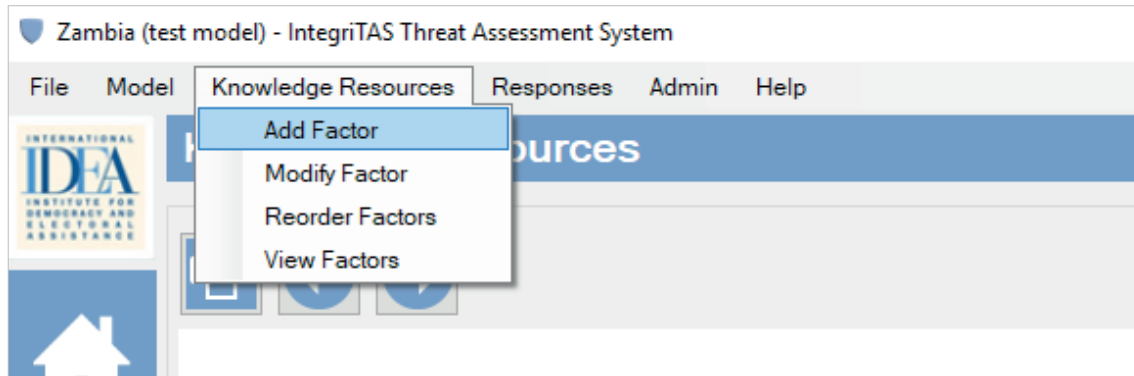 Zambia (test model) - IntegriTAS Threat Assessment System
File Model Knowledge Resources Responses Admin Help
INTERNATIONAL
IDEA
INSTITUTE FOR
DEMOCRACY AND
ELECTORAL
ASSISTANCE
Add Factor
Modify Factor
Reorder Factors
View Factors